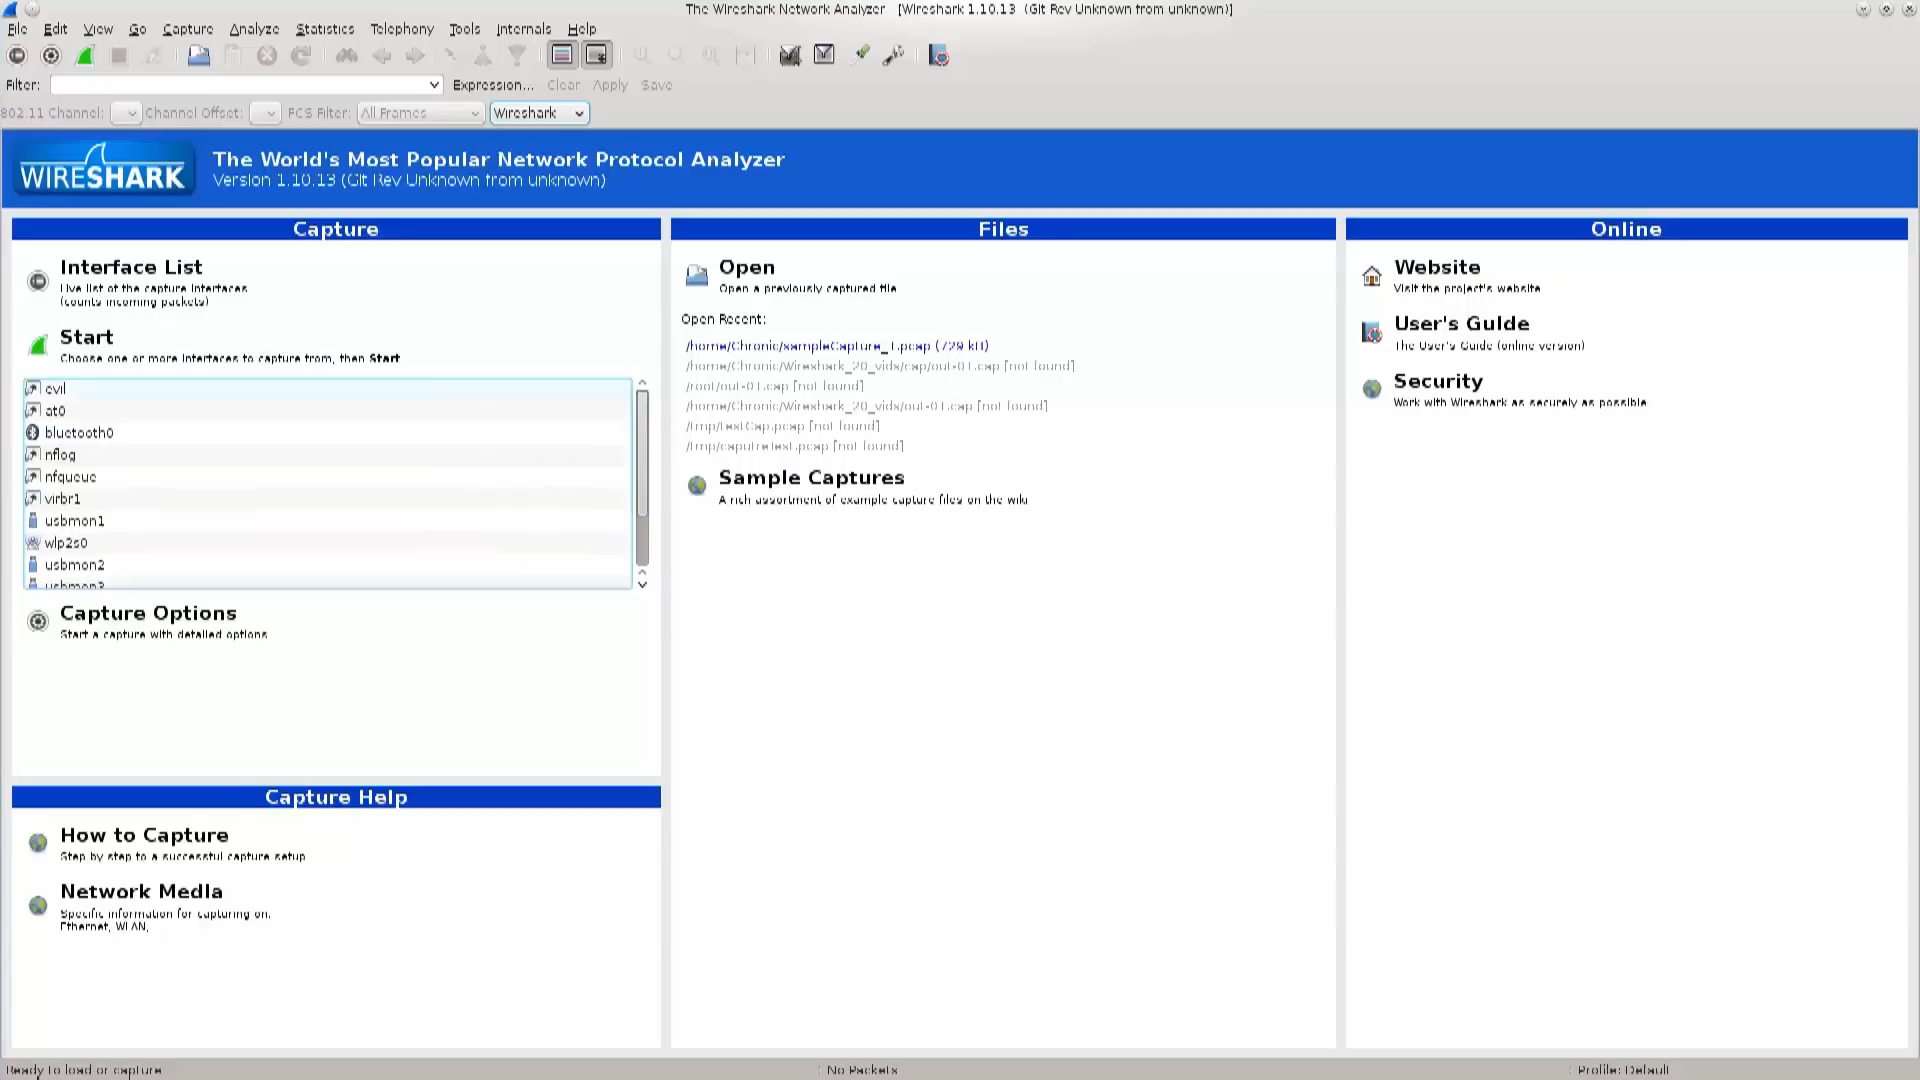 The Wireshark Network Analyzer   [Wireshark 1.10.13  (Git Rev Unknown from unknown)]
File Edit View Go Capture Analyze Statistics Telephony Tools Internals Help
Filter: Expression... Clear Apply Save
802.11 Channel: Channel Offset: FCS Filter: All Frames Wireshark
WIRESHARK
The World's Most Popular Network Protocol Analyzer
Version 1.10.13 (Git Rev Unknown from unknown)
Capture
Interface List
Live list of the capture interfaces
(counts incoming packets)
Start
Choose one or more interfaces to capture from, then Start
evil
at0
bluetooth0
nflog
nfqueue
virbr1
usbmon1
wlp2s0
usbmon2
usbmon3
Capture Options
Start a capture with detailed options
Capture Help
How to Capture
Step by step to a successful capture setup
Network Media
Specific information for capturing on:
Ethernet, WLAN,
Files
Open
Open a previously captured file
Open Recent:
/home/Chronic/sampleCapture_1.pcap (729 kB)
/home/Chronic/Wireshark_20_vids/cap/out-01.cap [not found]
/root/out-01.cap [not found]
/home/Chronic/Wireshark_20_vids/out-01.cap [not found]
/tmp/testCap.pcap [not found]
/tmp/caputreTest.pcap [not found]
Sample Captures
A rich assortment of example capture files on the wiki
Online
Website
Visit the project's website
User's Guide
The User's Guide (online version)
Security
Work with Wireshark as securely as possible
Ready to load or capture
No Packets
Profile: Default